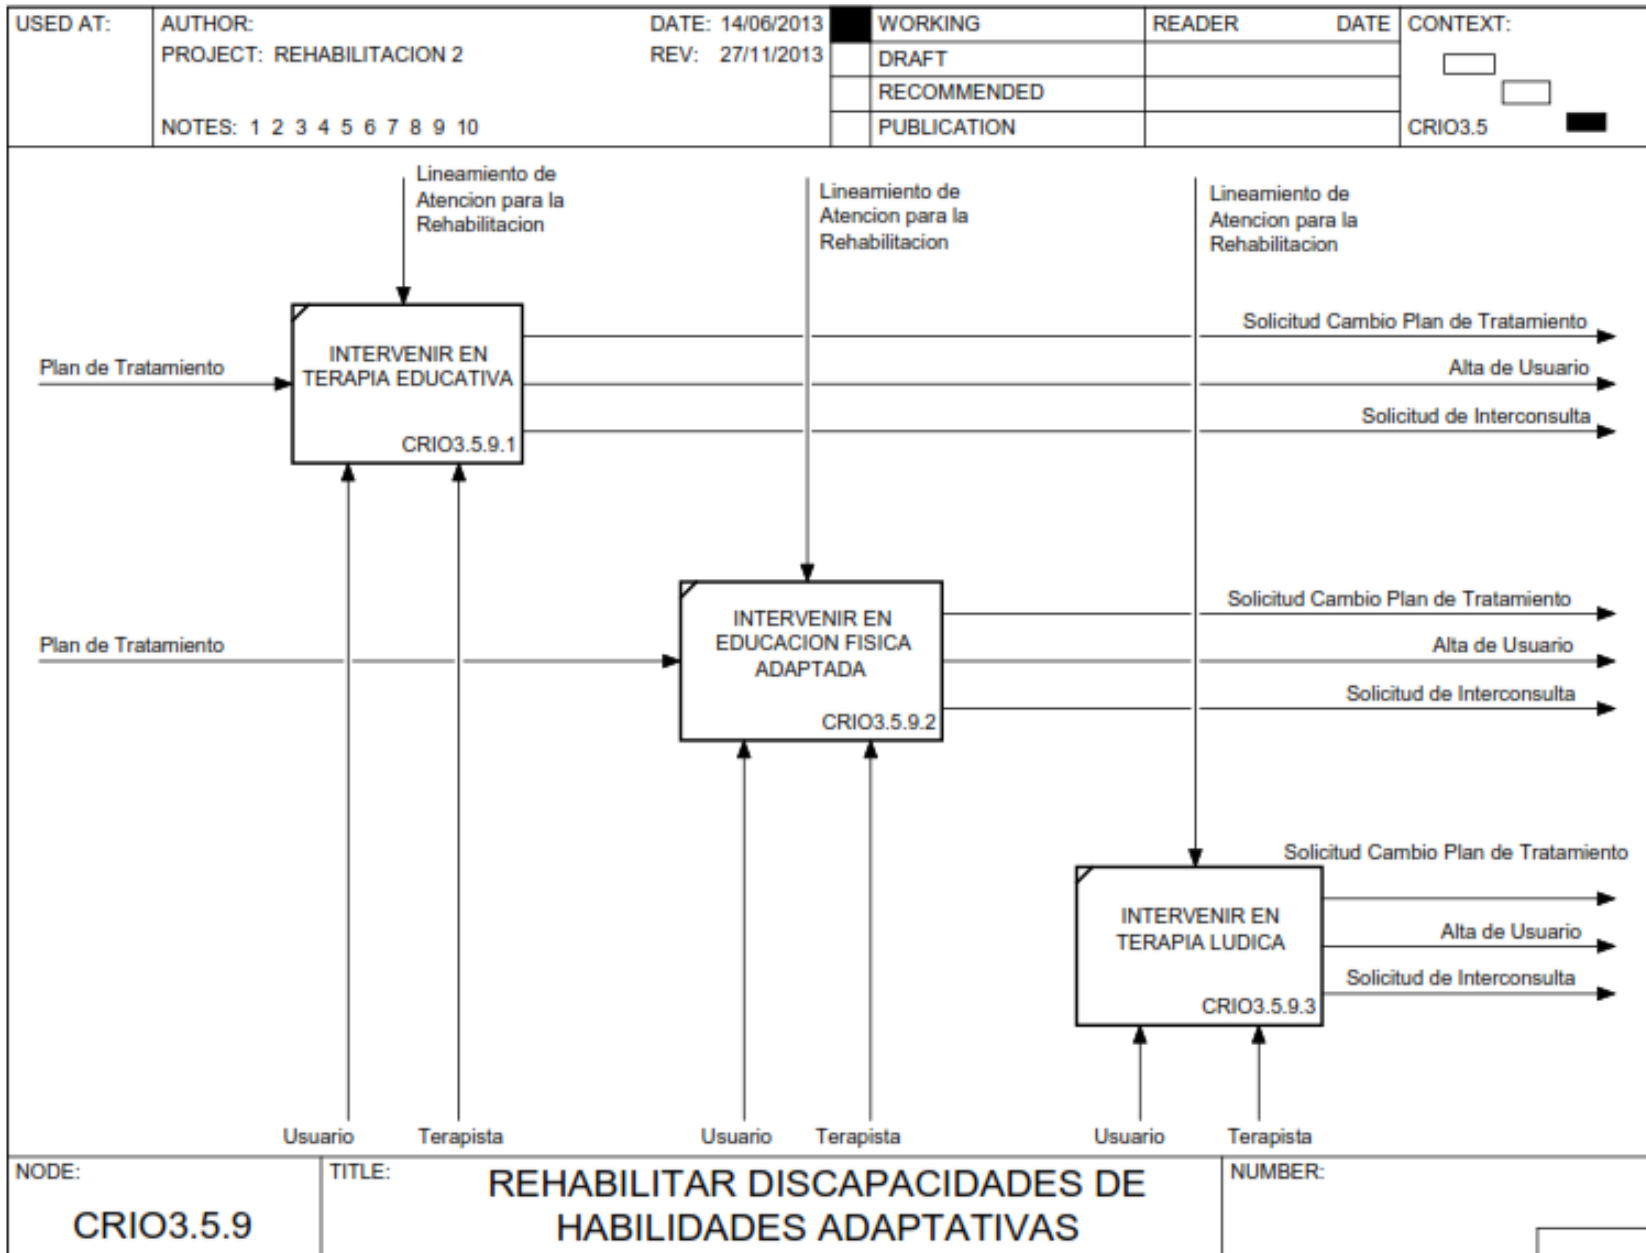 USED AT:
AUTHOR:
DATE: 14/06/2013
PROJECT: REHABILITACION 2
REV: 27/11/2013
NOTES: 1 2 3 4 5 6 7 8 9 10
WORKING
DRAFT
RECOMMENDED
PUBLICATION
READER
DATE
CONTEXT:
CRIO3.5
Lineamiento de
Atencion para la
Rehabilitacion
Lineamiento de
Atencion para la
Rehabilitacion
Lineamiento de
Atencion para la
Rehabilitacion
Plan de Tratamiento
INTERVENIR EN
TERAPIA EDUCATIVA
CRIO3.5.9.1
Solicitud Cambio Plan de Tratamiento
Alta de Usuario
Solicitud de Interconsulta
Plan de Tratamiento
INTERVENIR EN
EDUCACION FISICA
ADAPTADA
CRIO3.5.9.2
Solicitud Cambio Plan de Tratamiento
Alta de Usuario
Solicitud de Interconsulta
INTERVENIR EN
TERAPIA LUDICA
CRIO3.5.9.3
Solicitud Cambio Plan de Tratamiento
Alta de Usuario
Solicitud de Interconsulta
Usuario
Terapista
Usuario
Terapista
Usuario
Terapista
NODE:
CRIO3.5.9
TITLE:
REHABILITAR DISCAPACIDADES DE
HABILIDADES ADAPTATIVAS
NUMBER: